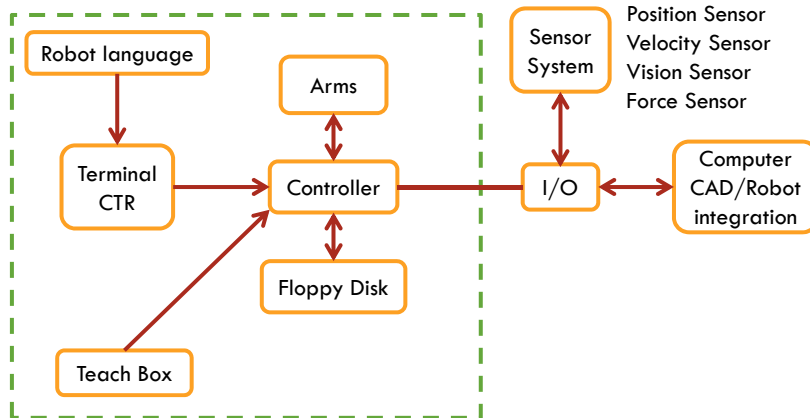 Robot language
Terminal
CTR
Teach Box
Arms
Controller
Floppy Disk
Sensor
System
Position Sensor
Velocity Sensor
Vision Sensor
Force Sensor
I/O
Computer
CAD/Robot
integration